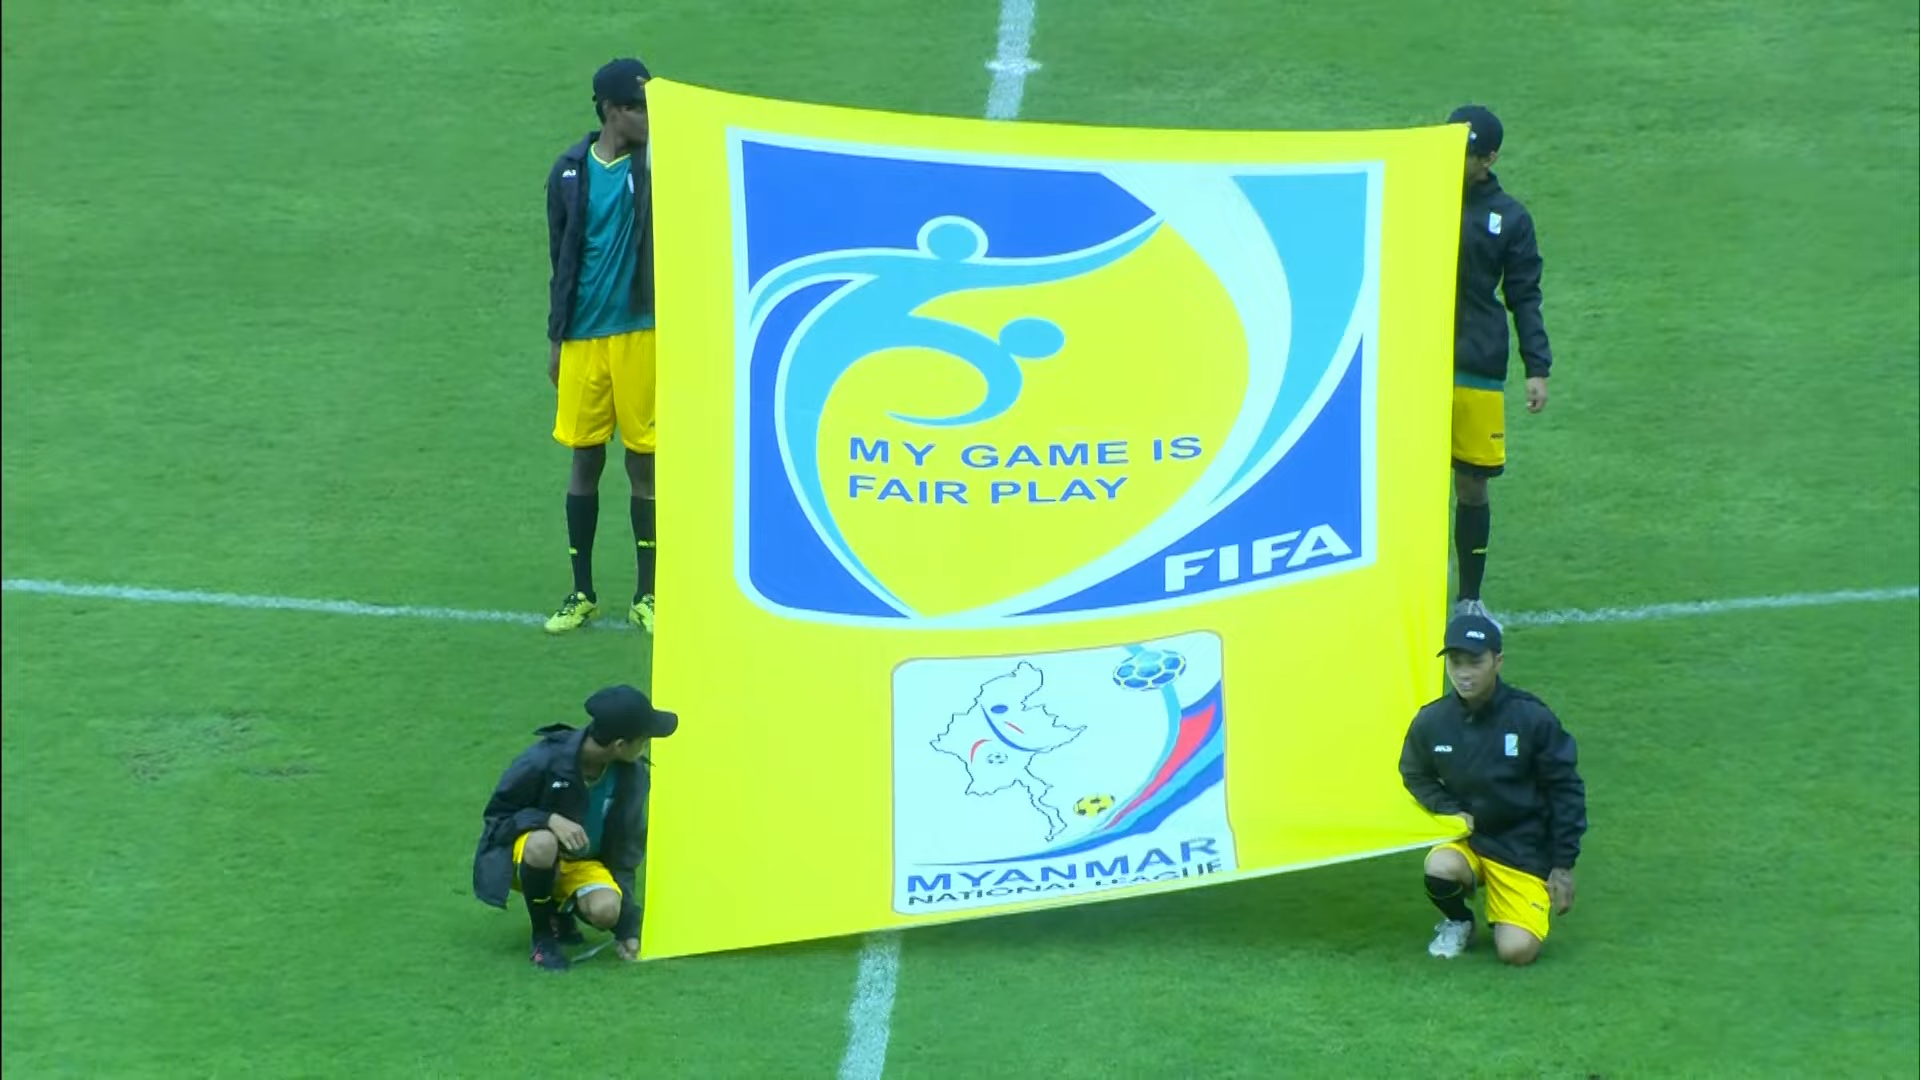 MY GAME IS
FAIR PLAY
FIFA
MYANMAR
NATIONAL LEAGUE